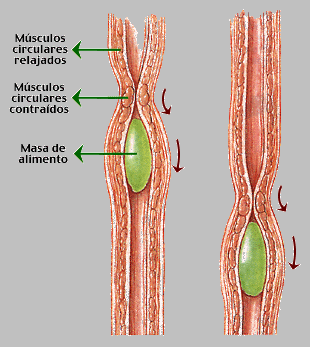 Músculos
circulares
relajados
Músculos
circulares
contraídos
Masa de
alimento